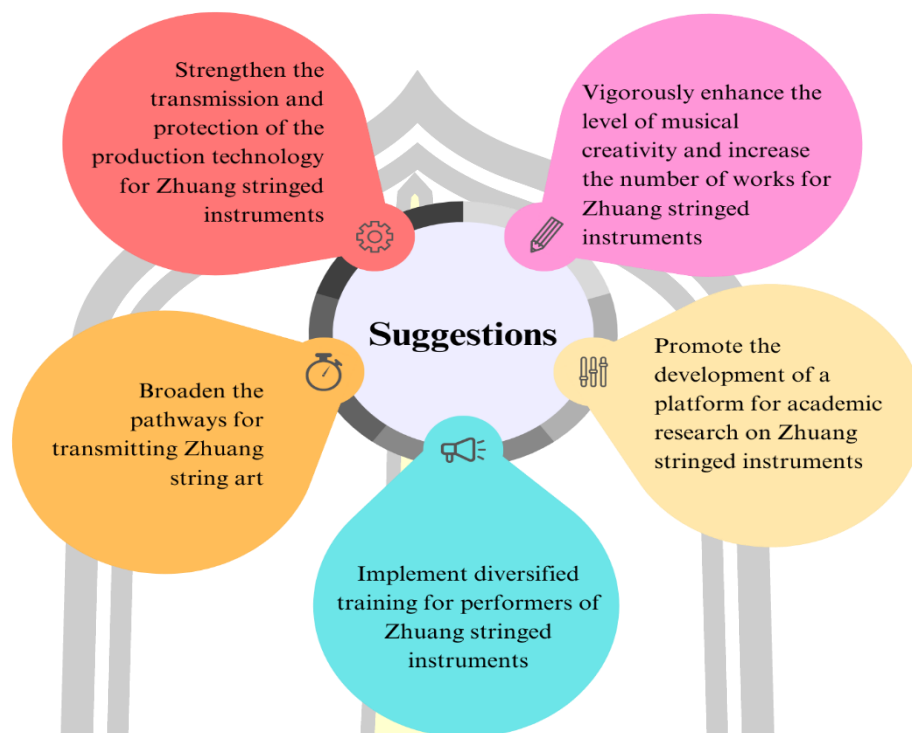 Strengthen the
transmission and
protection of the
production technology
for Zhuang stringed
instruments
Vigorously enhance the
level of musical
creativity and increase
the number of works for
Zhuang stringed
instruments
Suggestions
Broaden the
pathways for
transmitting Zhuang
string art
Promote the
development of a
platform for academic
research on Zhuang
stringed instruments
Implement diversified
training for performers of
Zhuang stringed
instruments